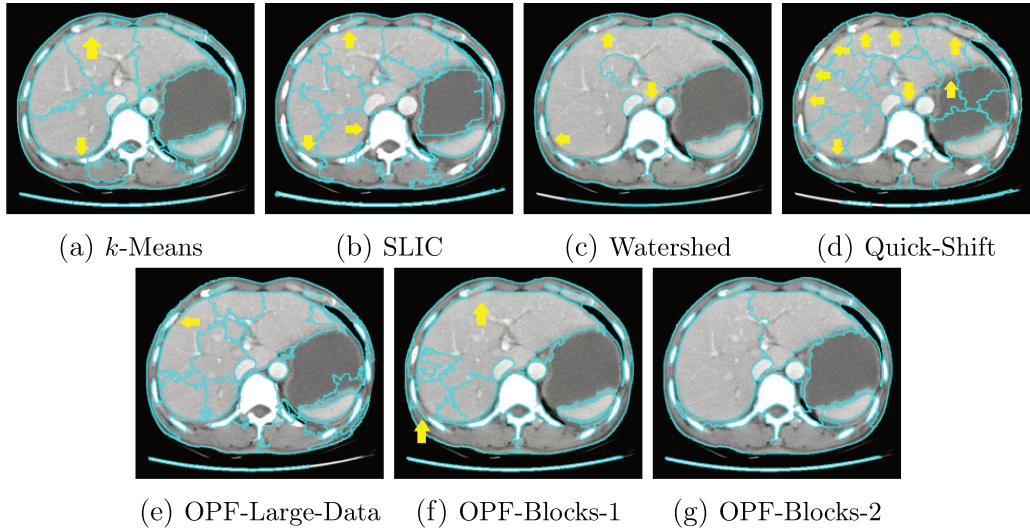 (a) k-Means
(b) SLIC
(c) Watershed
(d) Quick-Shift
(e) OPF-Large-Data
(f) OPF-Blocks-1
(g) OPF-Blocks-2